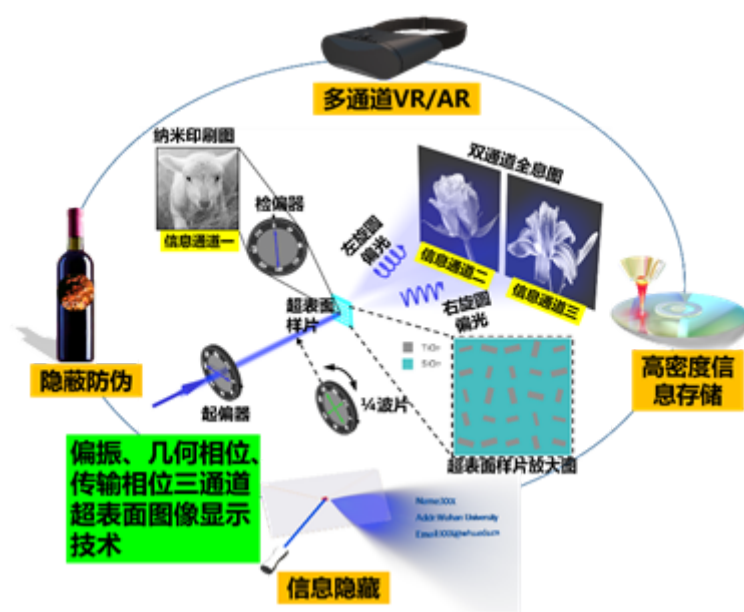 多通道VR/AR
纳米印刷图
检偏器
信息通道一
双通道全息图
左旋圆
偏光
信息通道二
信息通道三
右旋圆
偏光
超表面
样片
起偏器
¼波片
超表面样片放大图
隐蔽防伪
高密度信
息存储
偏振、几何相位、
传输相位三通道
超表面图像显示
技术
Name:XXX
Addr: Wuhan University
信息隐藏